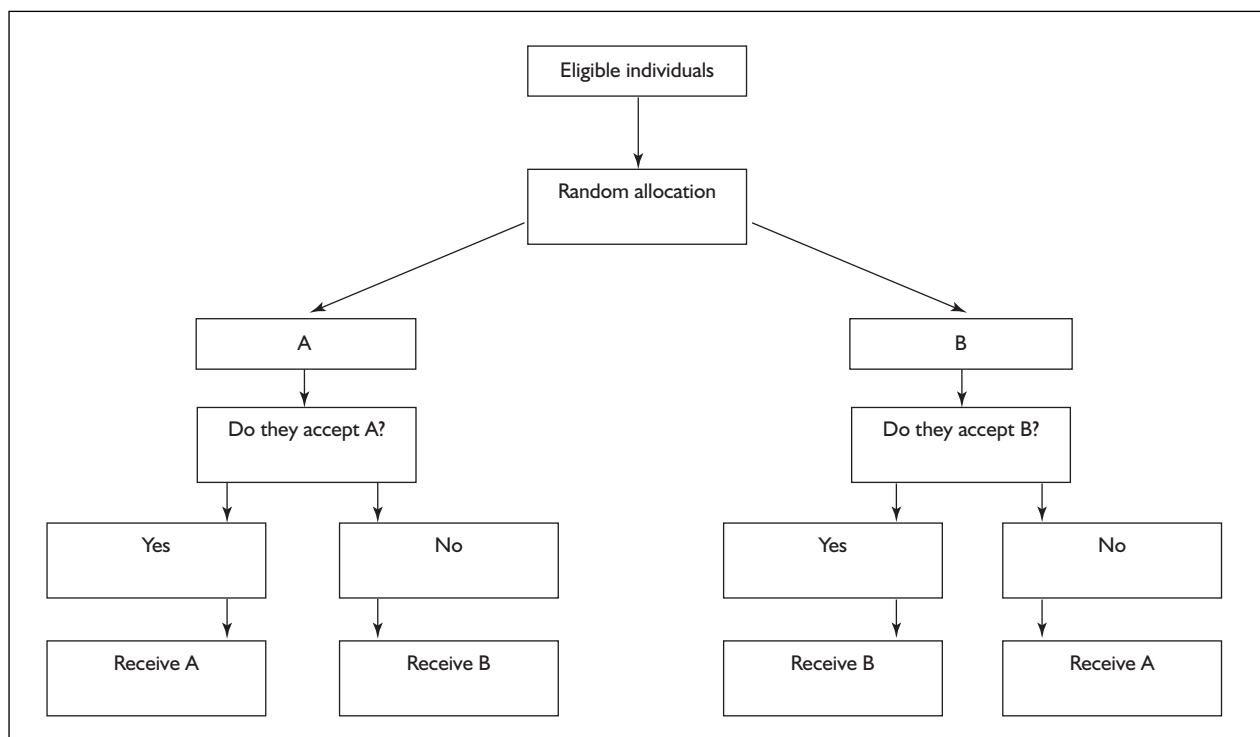 Eligible individuals
Random allocation
A
B
Do they accept A?
Do they accept B?
Yes
No
Yes
No
Receive A
Receive B
Receive B
Receive A